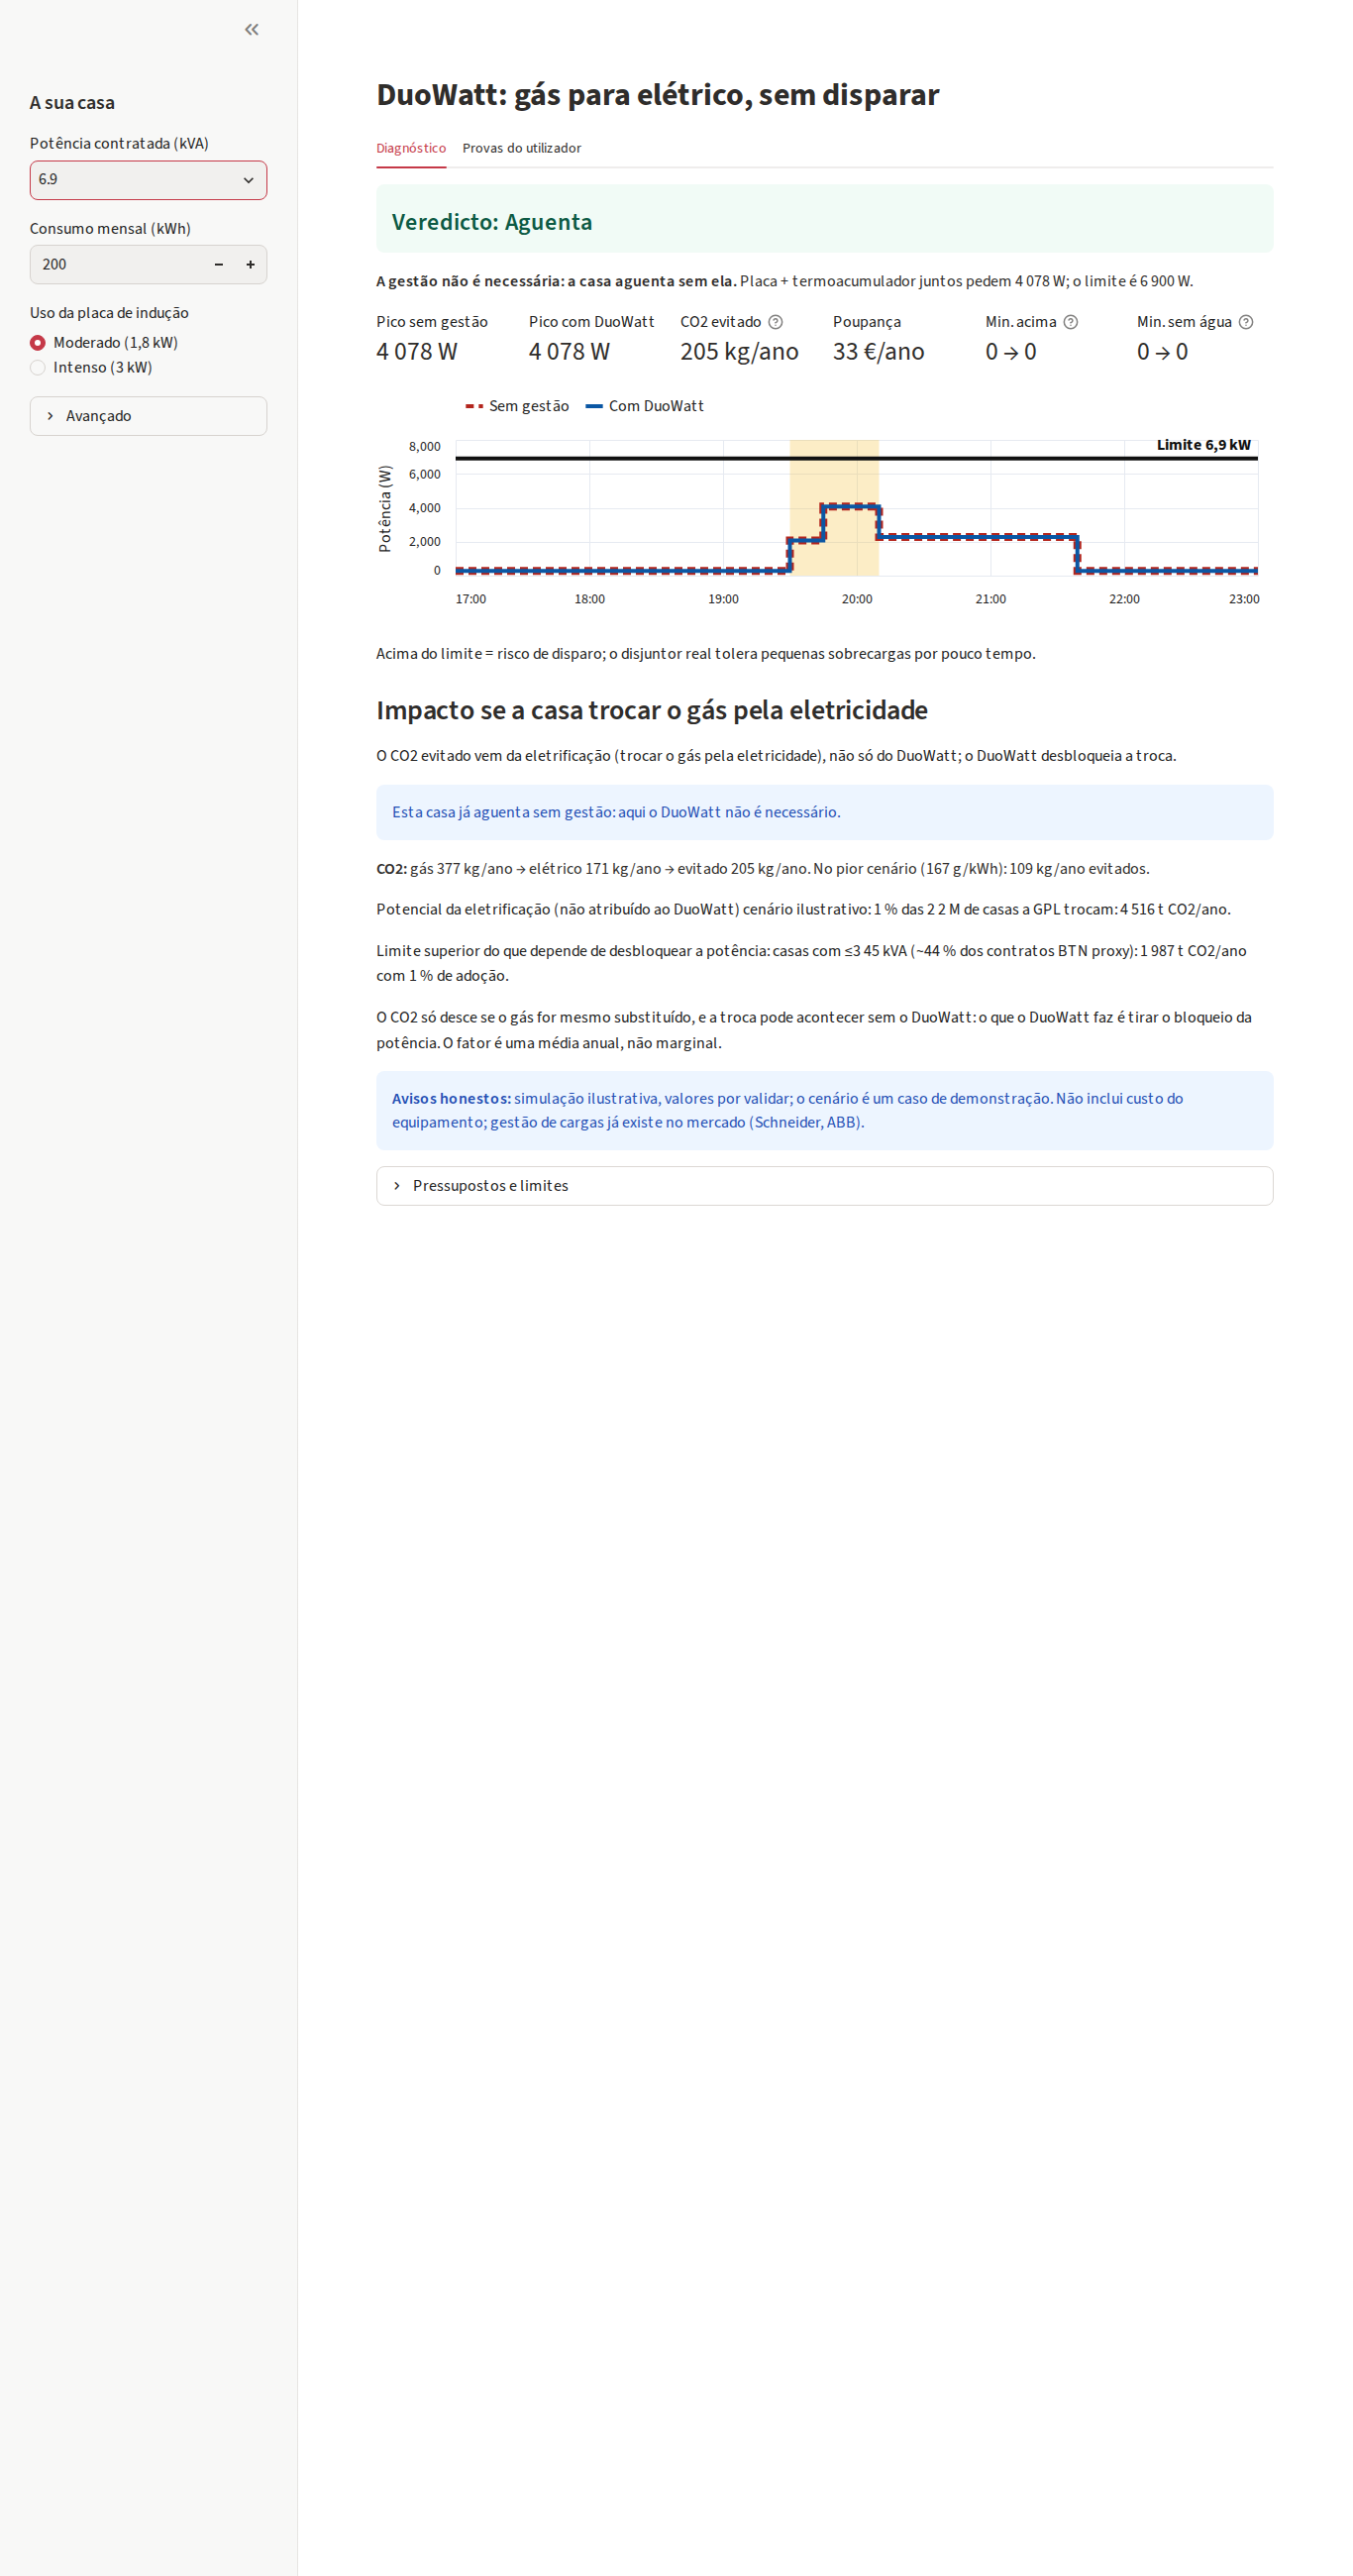 A sua casa
Potência contratada (kVA)
6.9
Consumo mensal (kWh)
200
Uso da placa de indução
Moderado (1,8 kW)
Intenso (3 kW)
Avançado
DuoWatt: gás para elétrico, sem disparar
Diagnóstico Provas do utilizador
Veredicto: Aguenta
A gestão não é necessária: a casa aguenta sem ela. Placa + termoacumulador juntos pedem 4 078 W; o limite é 6 900 W.
Pico sem gestão Pico com DuoWatt CO2 evitado Poupança Min. acima Min. sem água
4 078 W 4 078 W 205 kg/ano 33 €/ano 0 → 0 0 → 0
Sem gestão Com DuoWatt
Limite 6,9 kW
Potência (W)
8,000
6,000
4,000
2,000
0
17:00 18:00 19:00 20:00 21:00 22:00 23:00
Acima do limite = risco de disparo; o disjuntor real tolera pequenas sobrecargas por pouco tempo.
Impacto se a casa trocar o gás pela eletricidade
O CO2 evitado vem da eletrificação (trocar o gás pela eletricidade), não só do DuoWatt; o DuoWatt desbloqueia a troca.
Esta casa já aguenta sem gestão: aqui o DuoWatt não é necessário.
CO2: gás 377 kg/ano → elétrico 171 kg/ano → evitado 205 kg/ano. No pior cenário (167 g/kWh): 109 kg/ano evitados.
Potencial da eletrificação (não atribuído ao DuoWatt) cenário ilustrativo: 1 % das 2 2 M de casas a GPL trocam: 4 516 t CO2/ano.
Limite superior do que depende de desbloquear a potência: casas com ≤3 45 kVA (~44 % dos contratos BTN proxy): 1 987 t CO2/ano
com 1 % de adoção.
O CO2 só desce se o gás for mesmo substituído, e a troca pode acontecer sem o DuoWatt: o que o DuoWatt faz é tirar o bloqueio da
potência. O fator é uma média anual, não marginal.
Avisos honestos: simulação ilustrativa, valores por validar; o cenário é um caso de demonstração. Não inclui custo do
equipamento; gestão de cargas já existe no mercado (Schneider, ABB).
Pressupostos e limites